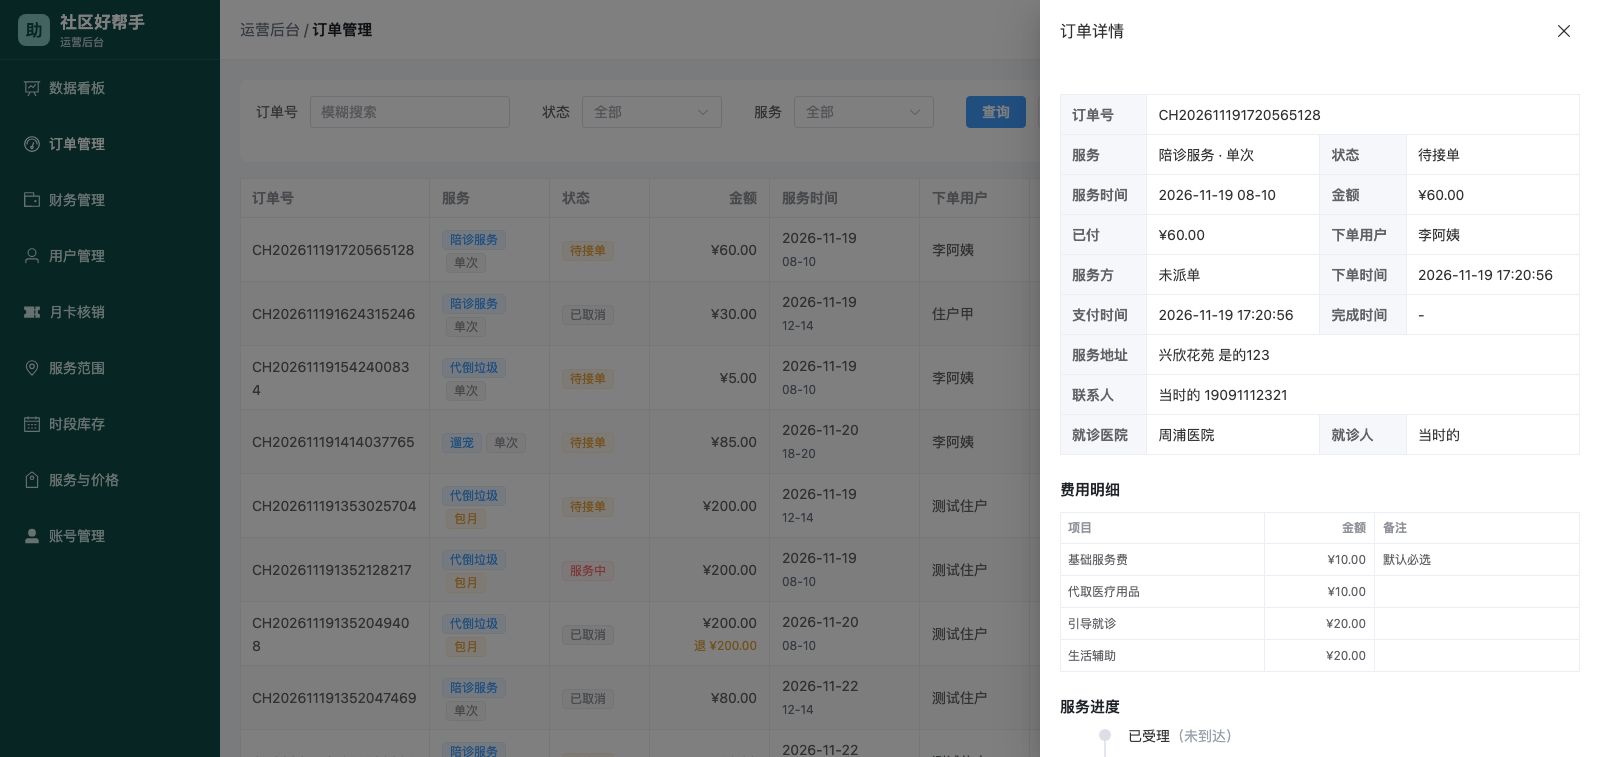 助
社区好帮手
运营后台
数据看板
订单管理
财务管理
用户管理
月卡核销
服务范围
时段库存
服务与价格
账号管理
运营后台 / 订单管理
订单号 模糊搜索 状态 全部 服务 全部 查询
订单号 服务 状态 金额 服务时间 下单用户
CH202611191720565128 陪诊服务 单次 待接单 ¥60.00 2026-11-19 08-10 李阿姨
CH202611191624315246 陪诊服务 单次 已取消 ¥30.00 2026-11-19 12-14 住户甲
CH202611191542400834 代倒垃圾 单次 待接单 ¥5.00 2026-11-19 08-10 李阿姨
CH202611191414037765 遛宠 单次 待接单 ¥85.00 2026-11-20 18-20 李阿姨
CH202611191353025704 代倒垃圾 包月 待接单 ¥200.00 2026-11-19 12-14 测试住户
CH202611191352128217 代倒垃圾 包月 服务中 ¥200.00 2026-11-19 08-10 测试住户
CH202611191352049408 代倒垃圾 包月 已取消 ¥200.00 退 ¥200.00 2026-11-20 08-10 测试住户
CH202611191352047469 陪诊服务 单次 已取消 ¥80.00 2026-11-22 12-14 测试住户
陪诊服务 2026-11-22
订单详情
订单号 CH202611191720565128
服务 陪诊服务 · 单次 状态 待接单
服务时间 2026-11-19 08-10 金额 ¥60.00
已付 ¥60.00 下单用户 李阿姨
服务方 未派单 下单时间 2026-11-19 17:20:56
支付时间 2026-11-19 17:20:56 完成时间 -
服务地址 兴欣花苑 是的123
联系人 当时的 19091112321
就诊医院 周浦医院 就诊人 当时的
费用明细
项目 金额 备注
基础服务费 ¥10.00 默认必选
代取医疗用品 ¥10.00
引导就诊 ¥20.00
生活辅助 ¥20.00
服务进度
已受理（未到达）